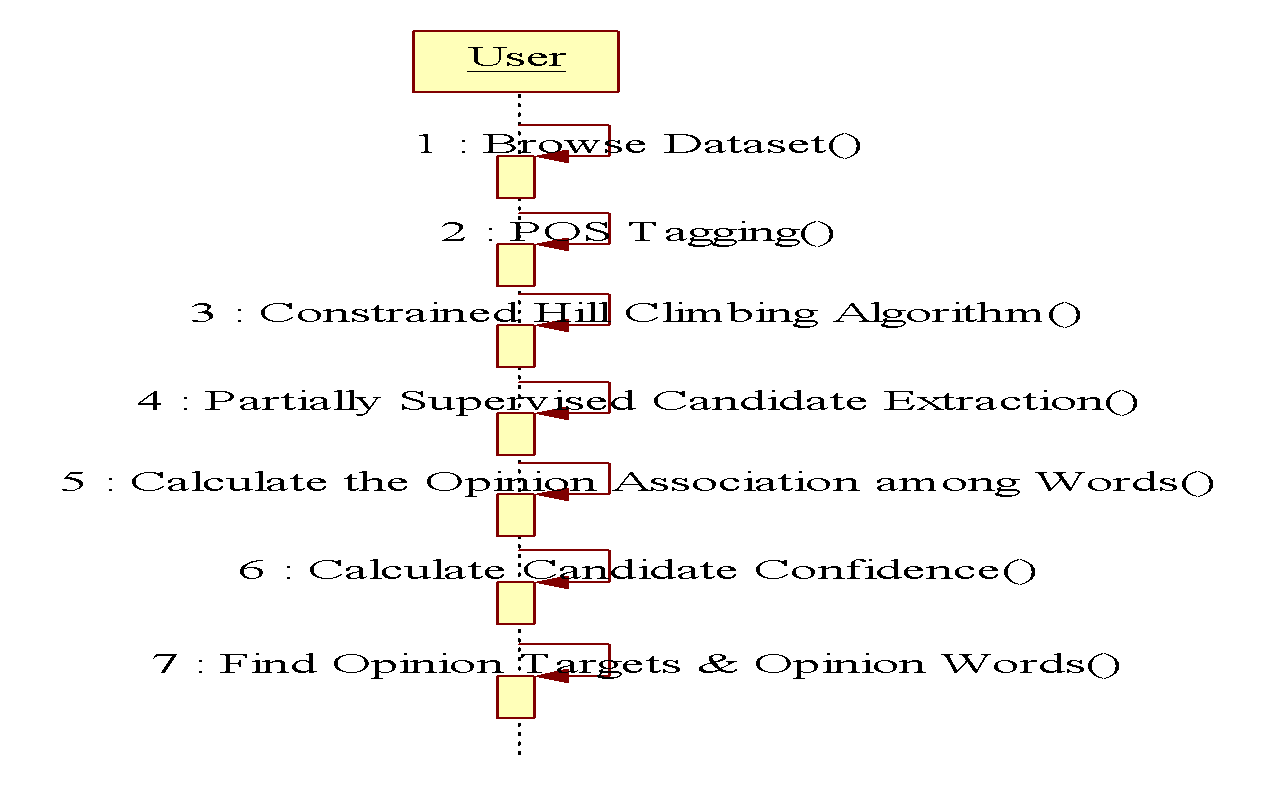 User
1 : Browse Dataset()
2 : POS Tagging()
3 : Constrained Hill Climbing Algorithm()
4 : Partially Supervised Candidate Extraction()
5 : Calculate the Opinion Association among Words()
6 : Calculate Candidate Confidence()
7 : Find Opinion Targets & Opinion Words()